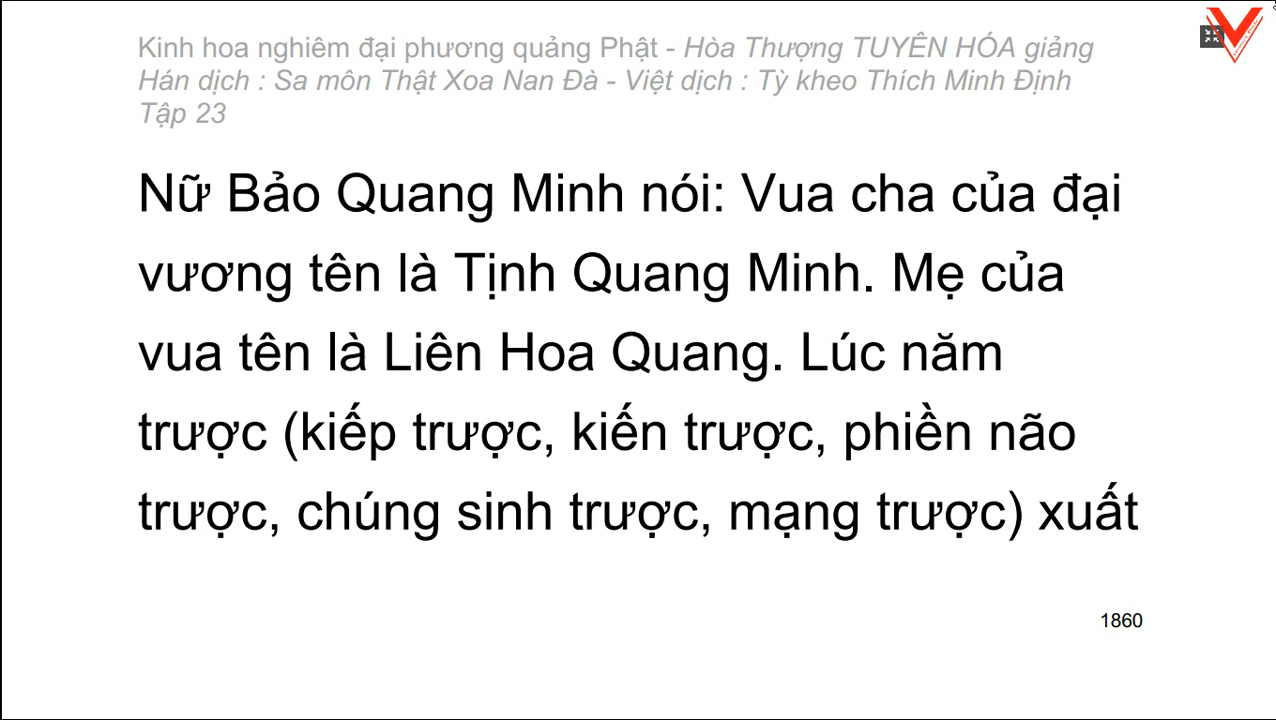 Kinh hoa nghiêm đại phương quảng Phật - Hòa Thượng TUYÊN HÓA giảng
Hán dịch : Sa môn Thật Xoa Nan Đà - Việt dịch : Tỳ kheo Thích Minh Định
Tập 23
Nữ Bảo Quang Minh nói: Vua cha của đại
vương tên là Tịnh Quang Minh. Mẹ của
vua tên là Liên Hoa Quang. Lúc năm
trược (kiếp trược, kiến trược, phiền não
trược, chúng sinh trược, mạng trược) xuất
1860